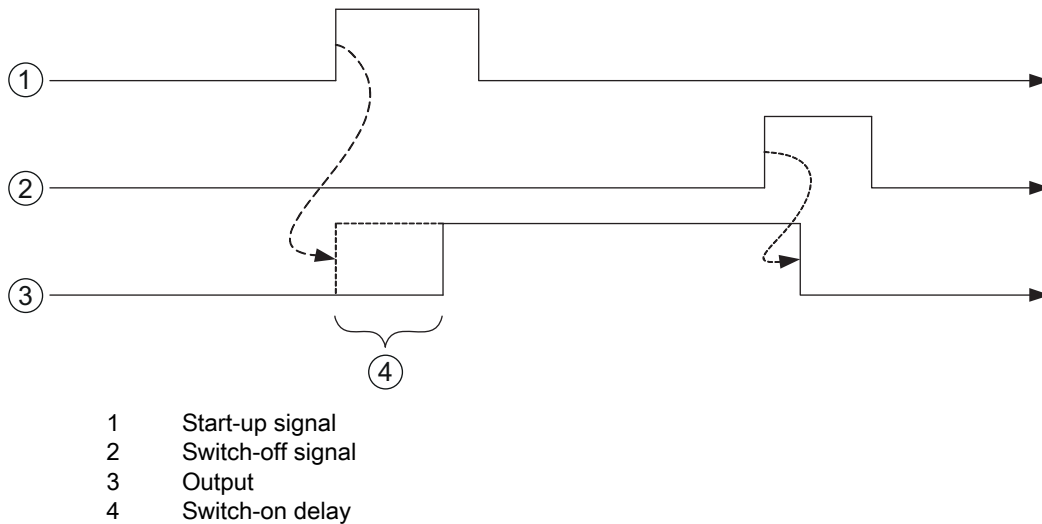 1
2
3
4
1 Start-up signal
2 Switch-off signal
3 Output
4 Switch-on delay